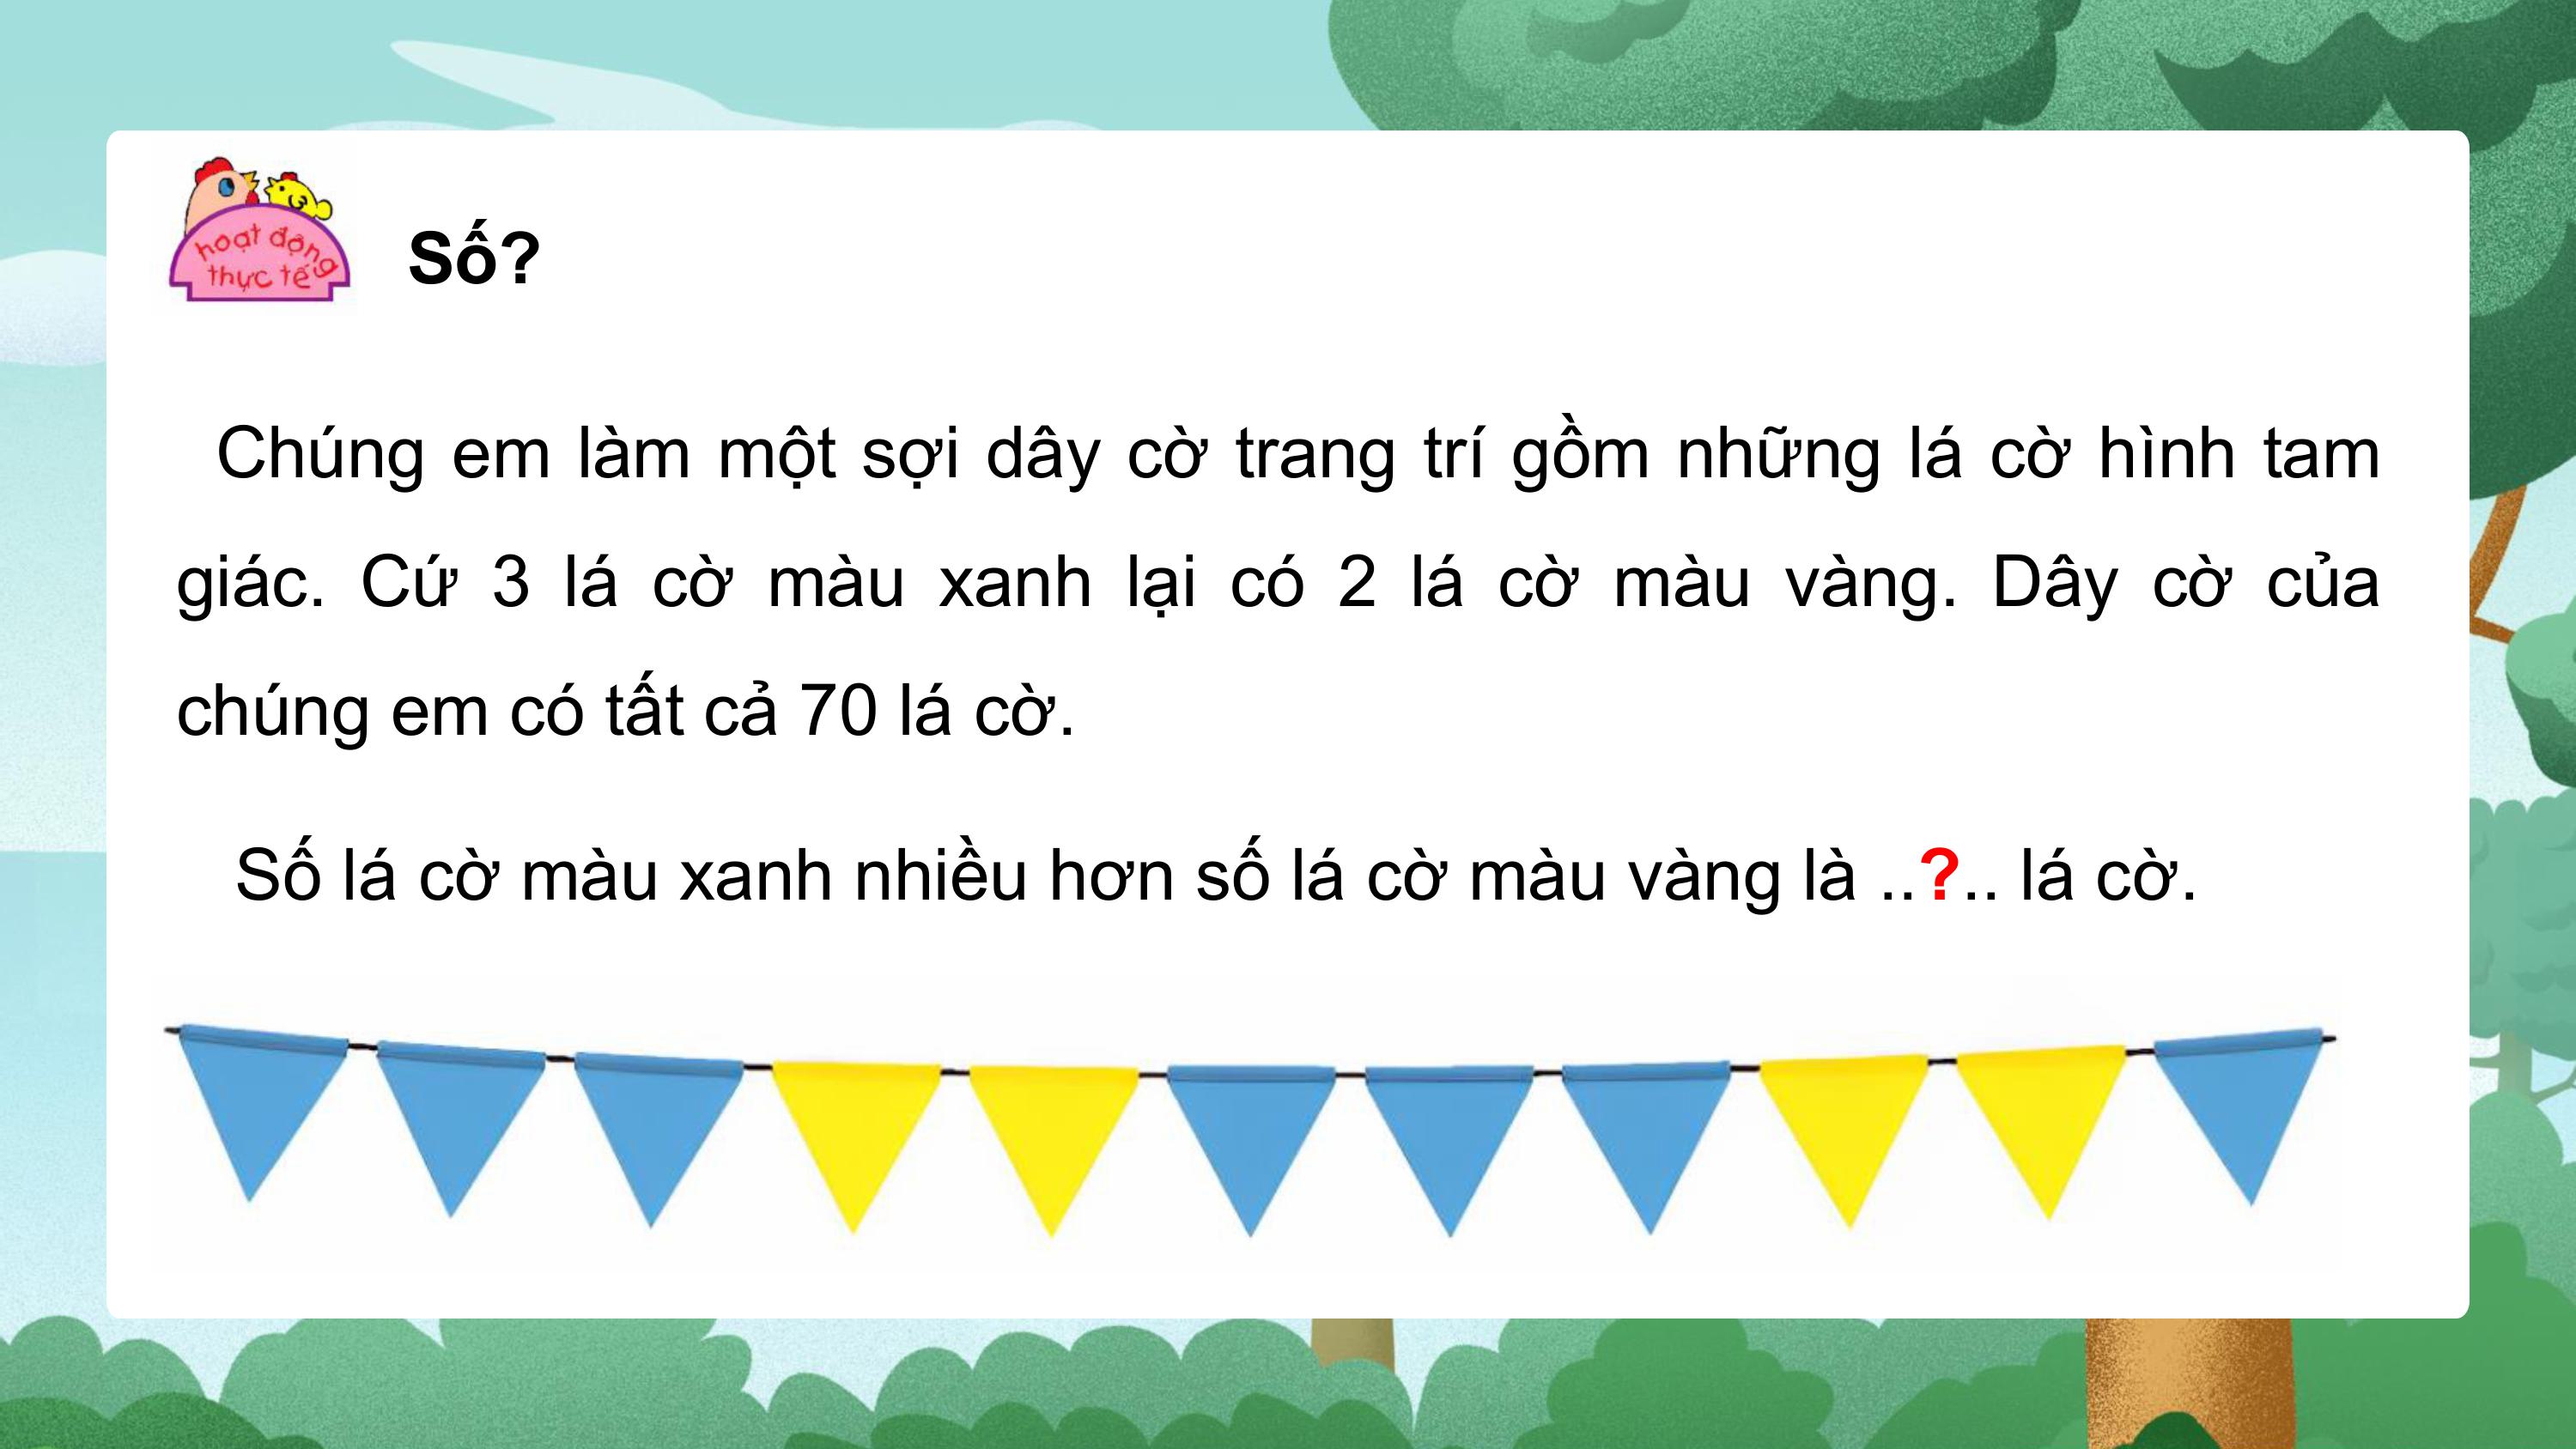 hoạt động
thực tế
Số?
Chúng em làm một sợi dây cờ trang trí gồm những lá cờ hình tam
giác. Cứ 3 lá cờ màu xanh lại có 2 lá cờ màu vàng. Dây cờ của
chúng em có tất cả 70 lá cờ.
Số lá cờ màu xanh nhiều hơn số lá cờ màu vàng là ..?.. lá cờ.